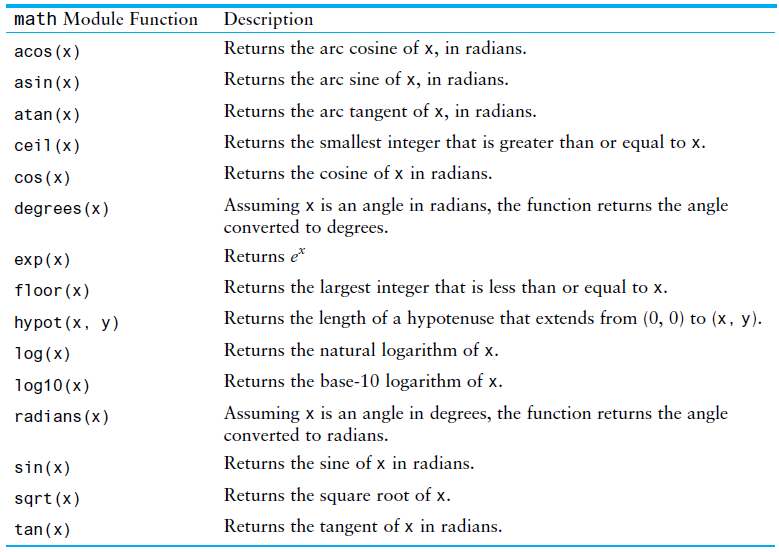 math Module Function Description
acos(x) Returns the arc cosine of x, in radians.
asin(x) Returns the arc sine of x, in radians.
atan(x) Returns the arc tangent of x, in radians.
ceil(x) Returns the smallest integer that is greater than or equal to x.
cos(x) Returns the cosine of x in radians.
degrees(x) Assuming x is an angle in radians, the function returns the angle
converted to degrees.
exp(x) Returns eˣ
floor(x) Returns the largest integer that is less than or equal to x.
hypot(x, y) Returns the length of a hypotenuse that extends from (0, 0) to (x, y).
log(x) Returns the natural logarithm of x.
log10(x) Returns the base-10 logarithm of x.
radians(x) Assuming x is an angle in degrees, the function returns the angle
converted to radians.
sin(x) Returns the sine of x in radians.
sqrt(x) Returns the square root of x.
tan(x) Returns the tangent of x in radians.